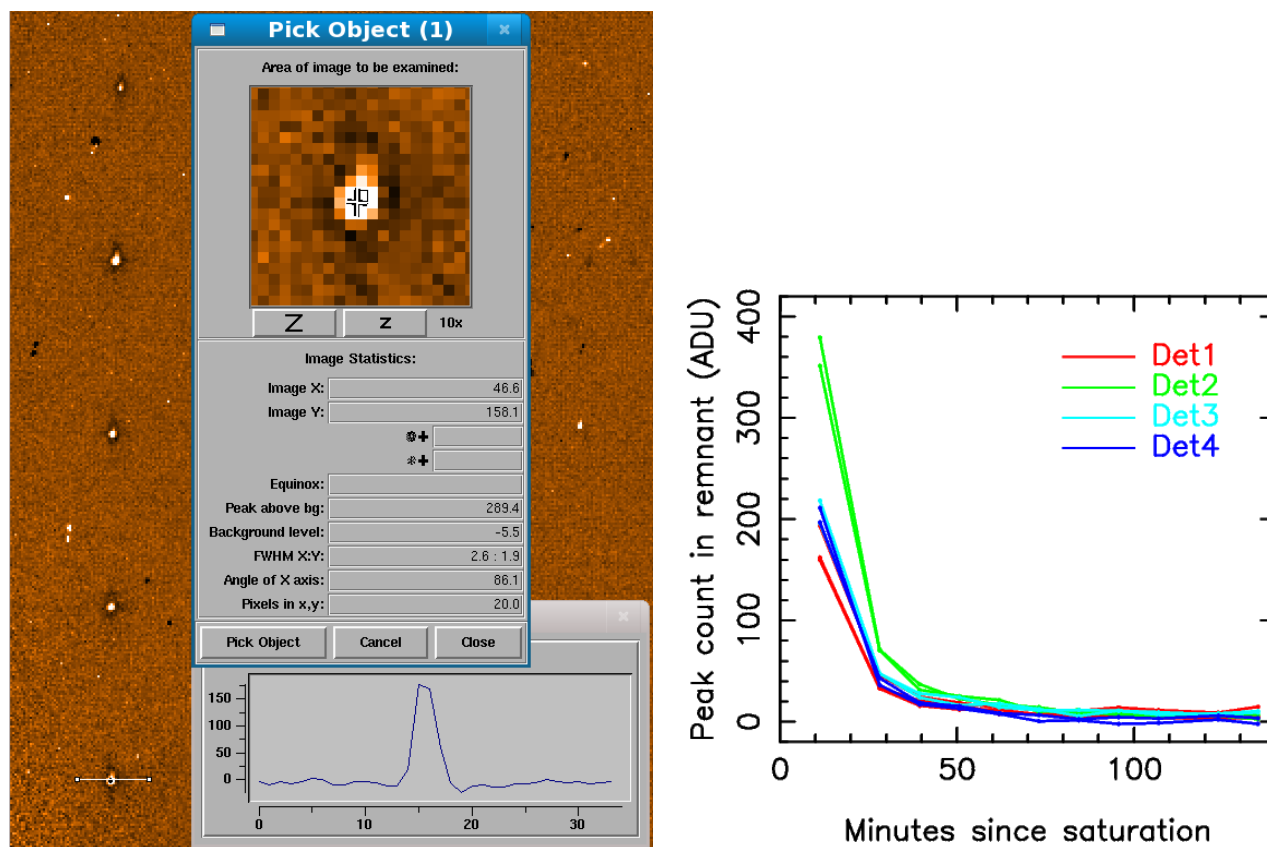 Pick Object (1)
Area of image to be examined:
Z
z
10x
Image Statistics:
Image X: 46.6
Image Y: 158.1
Equinox:
Peak above bg: 289.4
Background level: -5.5
FWHM X:Y: 2.6 : 1.9
Angle of X axis: 86.1
Pixels in x,y: 20.0
Pick Object Cancel Close
150
100
50
0
0 10 20 30
Peak count in remnant (ADU)
400
300
200
100
0
Det1
Det2
Det3
Det4
0 50 100
Minutes since saturation